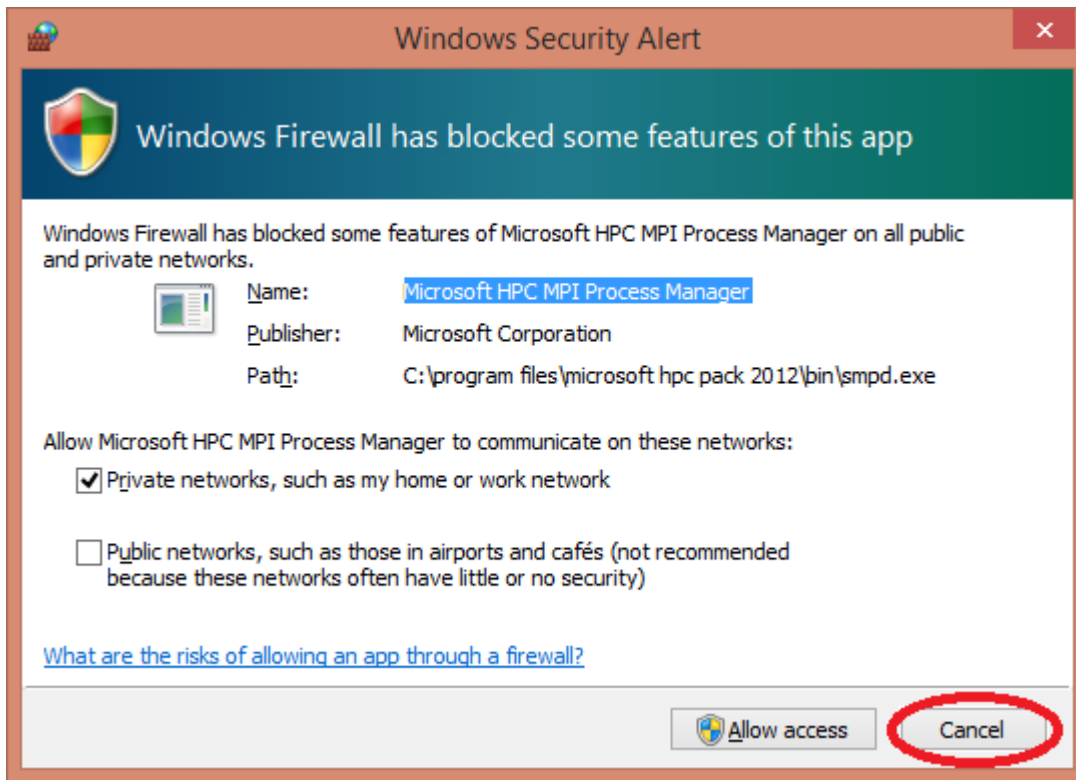 Windows Security Alert
Windows Firewall has blocked some features of this app
Windows Firewall has blocked some features of Microsoft HPC MPI Process Manager on all public
and private networks.
Name: Microsoft HPC MPI Process Manager
Publisher: Microsoft Corporation
Path: C:\program files\microsoft hpc pack 2012\bin\smpd.exe
Allow Microsoft HPC MPI Process Manager to communicate on these networks:
Private networks, such as my home or work network
Public networks, such as those in airports and cafés (not recommended
because these networks often have little or no security)
What are the risks of allowing an app through a firewall?
Allow access Cancel